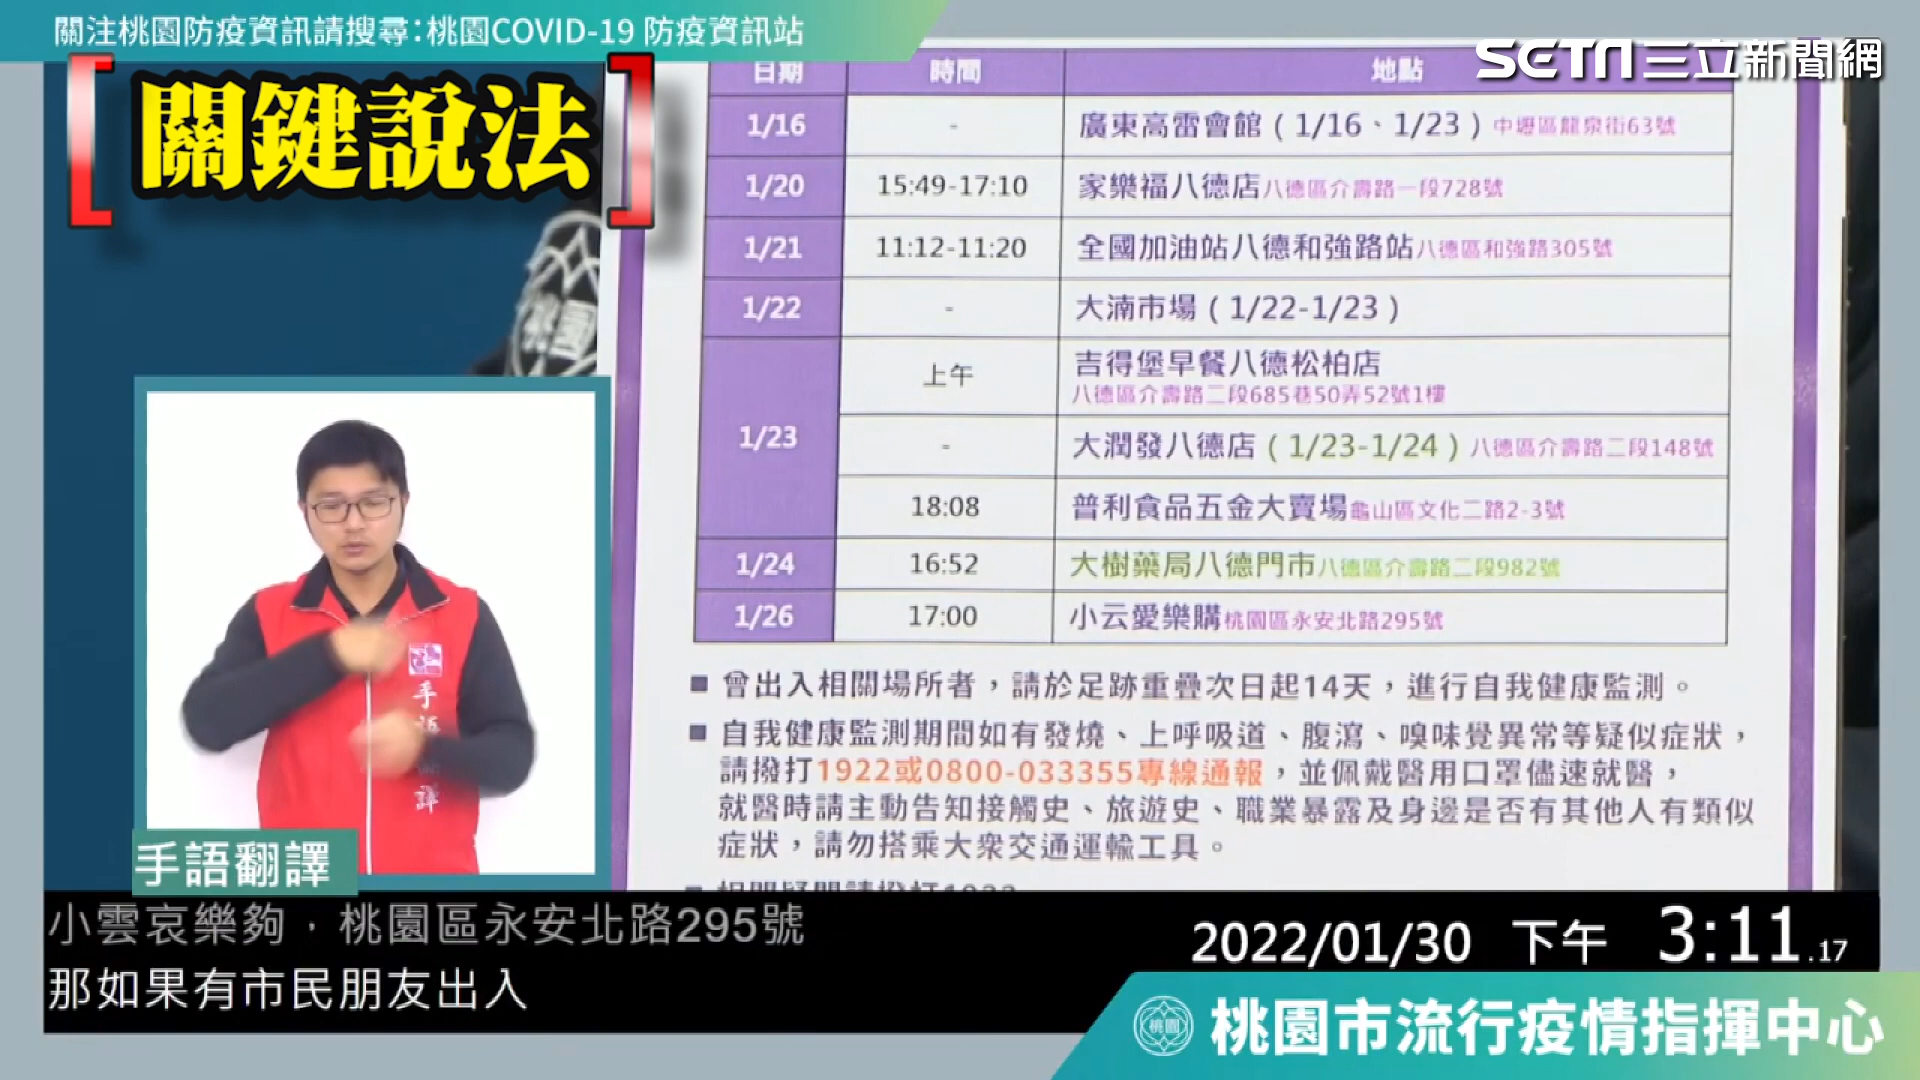 關注桃園防疫資訊請搜尋：桃園COVID-19 防疫資訊站
SETN三立新聞網
關鍵說法
日期 時間 地點
1/16 - 廣東高雷會館（1/16、1/23）中壢區龍泉街63號
1/20 15:49-17:10 家樂福八德店八德區介壽路一段728號
1/21 11:12-11:20 全國加油站八德和強路站八德區和強路305號
1/22 - 大湳市場（1/22-1/23）
1/23 上午 吉得堡早餐八德松柏店
八德區介壽路二段685巷50弄52號1樓
- 大潤發八德店（1/23-1/24）八德區介壽路二段148號
18:08 普利食品五金大賣場龜山區文化二路2-3號
1/24 16:52 大樹藥局八德門市八德區介壽路二段982號
1/26 17:00 小云愛樂購桃園區永安北路295號
■ 曾出入相關場所者，請於足跡重疊次日起14天，進行自我健康監測。
■ 自我健康監測期間如有發燒、上呼吸道、腹瀉、嗅味覺異常等疑似症狀，
請撥打1922或0800-033355專線通報，並佩戴醫用口罩儘速就醫，
就醫時請主動告知接觸史、旅遊史、職業暴露及身邊是否有其他人有類似
症狀，請勿搭乘大眾交通運輸工具。
桃園
手語翻譯
手語翻譯
小雲哀樂夠，桃園區永安北路295號
那如果有市民朋友出入
2022/01/30 下午 3:11.17
桃園
桃園市流行疫情指揮中心